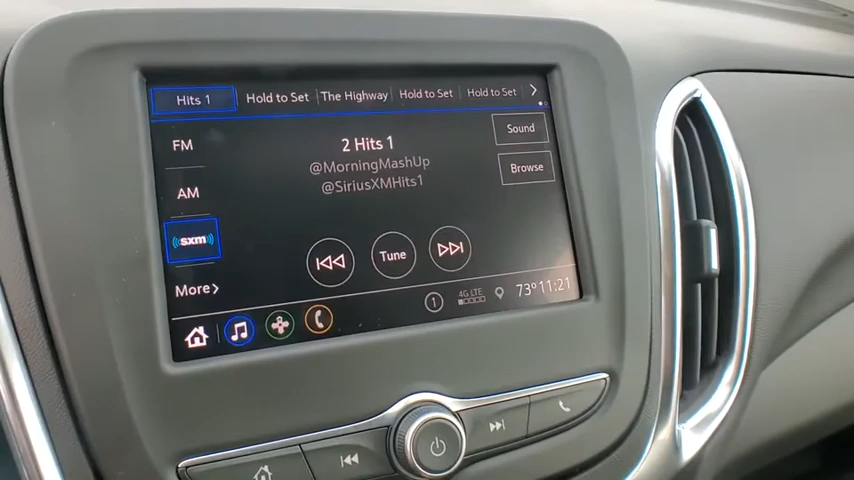 Hits 1 Hold to Set The Highway Hold to Set Hold to Set
FM
2 Hits 1
Sound
@MorningMashUp
Browse
AM
@SiriusXMHits1
sxm
Tune
More
1 4G LTE 73° 11:21